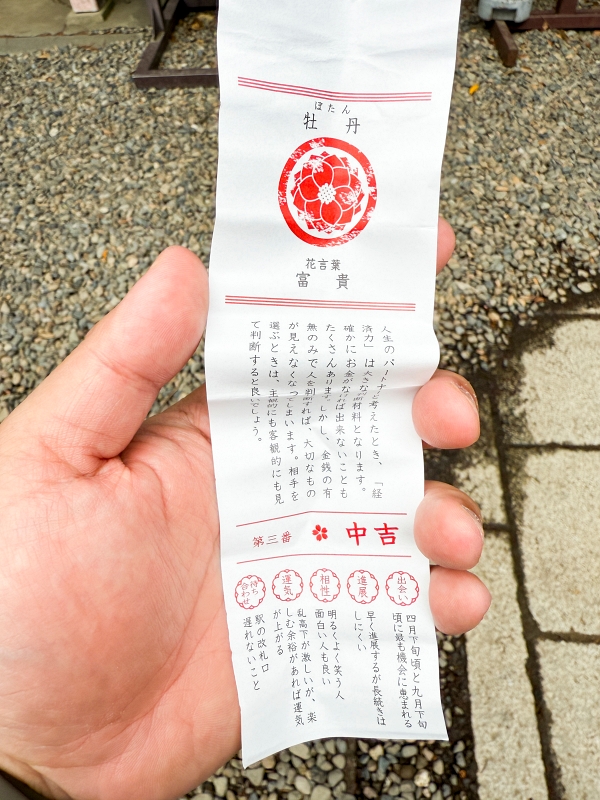 ぼたん
牡丹
花言葉
富貴
人生のパートナーと考えたとき、「経
済力」は大きな判断材料となります。
確かにお金がなければ出来ないことも
たくさんあります。しかし、金銭の有
無のみで人を判断すれば、大切なもの
が見えなくなってしまいます。相手を
選ぶときは、主観的にも客観的にも見
て判断すると良いでしょう。
第三番
中吉
出会い
四月下旬頃と九月下旬
頃に最も機会に恵まれる
進展
早く進展するが長続きは
しにくい
相性
明るくよく笑う人
面白い人も良い
運気
乱高下が激しいが、楽
しむ余裕があれば運気
が上がる
待ち
合わせ
駅の改札口
遅れないこと